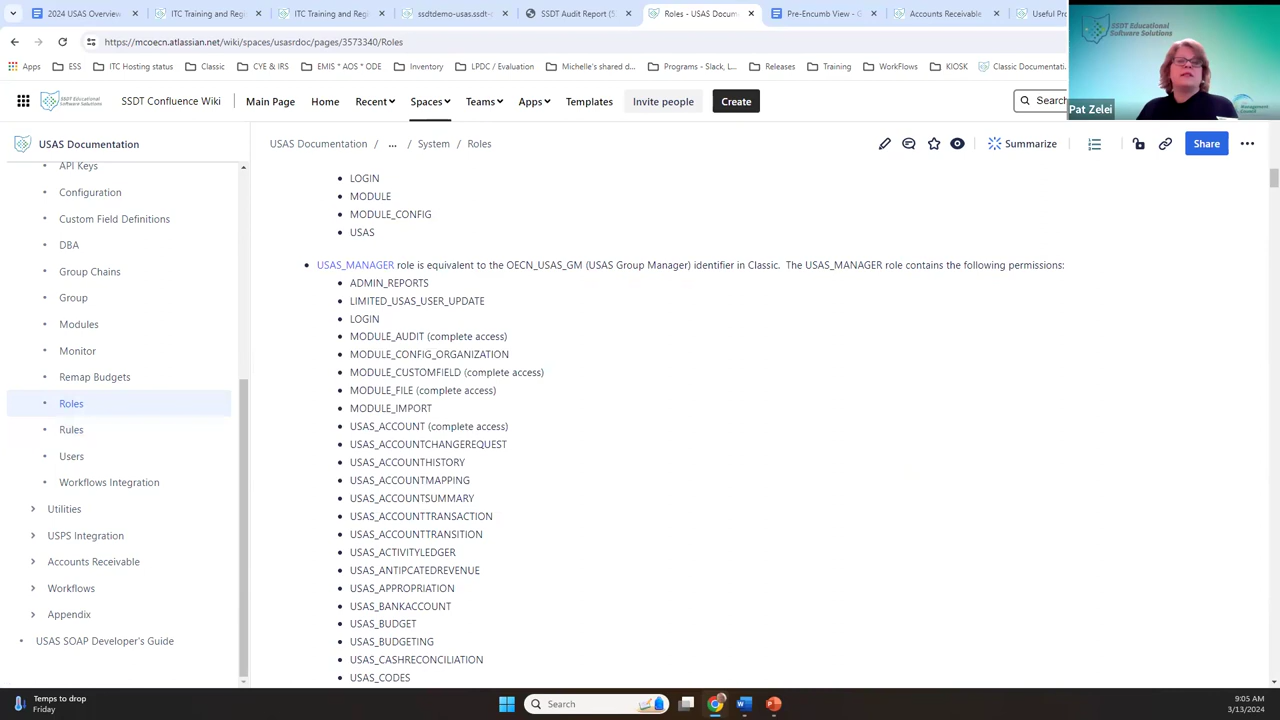 2024 USAS Overview
ITC Training and Reg
ITC Training and Reg
ssdtdemo-usas.ssdt-
SSDT Audit Report (S
Roles - USAS Docume
Pre-Encumb View - G
Accounts Receivable
Useful Pro
https://mcoecn.atlassian.net/wiki/spaces/usasrdoc/pages/3573340/Roles
Apps
ESS
ITC Hosting status
Classic
CYE & IRS
EMIS * AOS * ODE
Inventory
LPDC / Evaluation
Michelle's shared d...
Programs - Slack, L...
Releases
Training
WorkFlows
KIOSK
Classic Documentati...
SSDT Educational
Software Solutions
Management
Council
Pat Zelei
SSDT Confluence Wiki
Main Page
Home
Recent
Spaces
Teams
Apps
Templates
Invite people
Create
Search
USAS Documentation
API Keys
Configuration
Custom Field Definitions
DBA
Group Chains
Group
Modules
Monitor
Remap Budgets
Roles
Rules
Users
Workflows Integration
Utilities
USPS Integration
Accounts Receivable
Workflows
Appendix
USAS SOAP Developer's Guide
USAS Documentation / ... / System / Roles
Summarize
Share
LOGIN
MODULE
MODULE_CONFIG
USAS
USAS_MANAGER role is equivalent to the OECN_USAS_GM (USAS Group Manager) identifier in Classic. The USAS_MANAGER role contains the following permissions:
ADMIN_REPORTS
LIMITED_USAS_USER_UPDATE
LOGIN
MODULE_AUDIT (complete access)
MODULE_CONFIG_ORGANIZATION
MODULE_CUSTOMFIELD (complete access)
MODULE_FILE (complete access)
MODULE_IMPORT
USAS_ACCOUNT (complete access)
USAS_ACCOUNTCHANGEREQUEST
USAS_ACCOUNTHISTORY
USAS_ACCOUNTMAPPING
USAS_ACCOUNTSUMMARY
USAS_ACCOUNTTRANSACTION
USAS_ACCOUNTTRANSITION
USAS_ACTIVITYLEDGER
USAS_ANTIPCATEDREVENUE
USAS_APPROPRIATION
USAS_BANKACCOUNT
USAS_BUDGET
USAS_BUDGETING
USAS_CASHRECONCILIATION
USAS_CODES
Temps to drop
Friday
Search
9:05 AM
3/13/2024